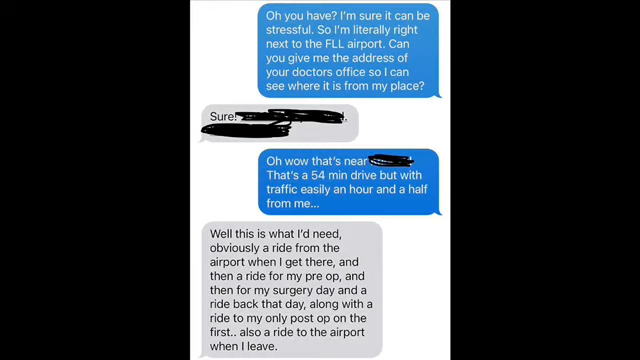 Oh you have? I'm sure it can be
stressful. So I'm literally right
next to the FLL airport. Can
you give me the address of
your doctors office so I can
see where it is from my place?
Sure!
Oh wow that's near
That's a 54 min drive but with
traffic easily an hour and a half
from me...
Well this is what I'd need,
obviously a ride from the
airport when I get there, and
then a ride for my pre op, and
then for my surgery day and a
ride back that day, along with a
ride to my only post op on the
first.. also a ride to the airport
when I leave.